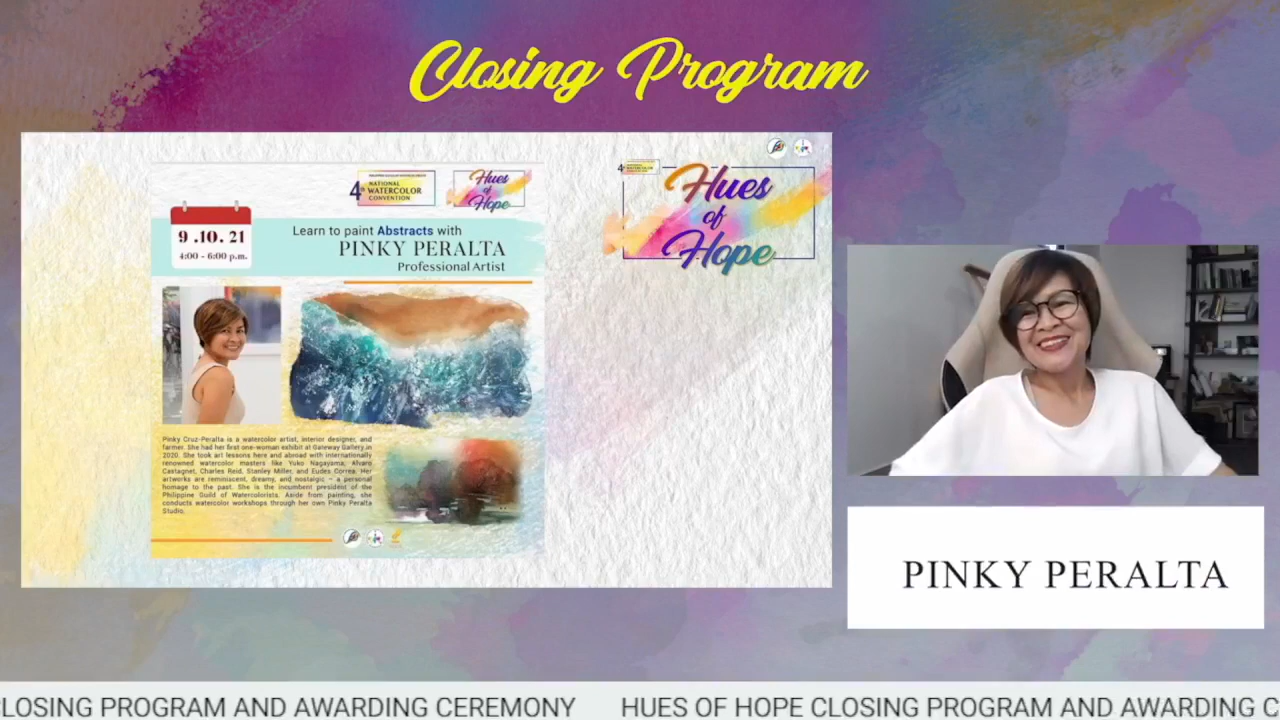 Closing Program
4th NATIONAL
WATERCOLOR
CONVENTION
Hues
of
Hope
9 .10. 21
4:00 - 6:00 p.m.
Learn to paint Abstracts with
PINKY PERALTA
Professional Artist
Pinky Cruz-Peralta is a watercolor artist, interior designer, and
farmer. She had her first one-woman exhibit at Gateway Gallery in
2020. She took art lessons here and abroad with internationally
renowned watercolor masters like Yuko Nagayama, Alvaro
Castagnet, Charles Reid, Stanley Miller, and Eudes Correa. Her
artworks are reminiscent, dreamy, and nostalgic – a personal
homage to the past. She is the incumbent president of the
Philippine Guild of Watercolorists. Aside from painting, she
conducts watercolor workshops through her own Pinky Peralta
Studio.
Hues
of
Hope
PINKY PERALTA
LOSING PROGRAM AND AWARDING CEREMONY HUES OF HOPE CLOSING PROGRAM AND AWARDING C